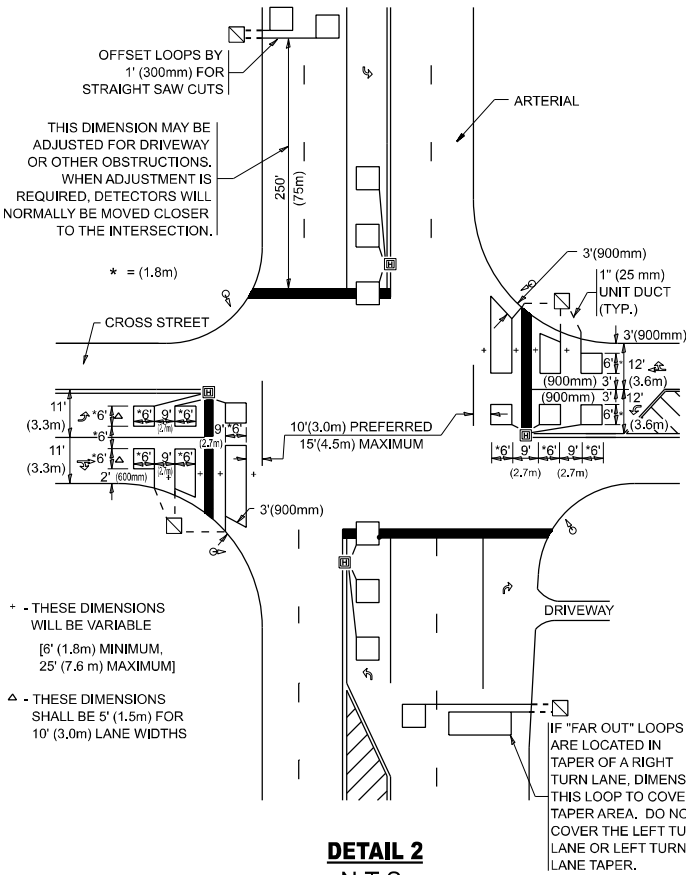 OFFSET LOOPS BY
1' (300mm) FOR
STRAIGHT SAW CUTS
THIS DIMENSION MAY BE
ADJUSTED FOR DRIVEWAY
OR OTHER OBSTRUCTIONS.
WHEN ADJUSTMENT IS
REQUIRED, DETECTORS WILL
NORMALLY BE MOVED CLOSER
TO THE INTERSECTION.
250'
(75m)
ARTERIAL
* = (1.8m)
CROSS STREET
H
3'(900mm)
1" (25 mm)
UNIT DUCT
(TYP.)
3'(900mm)
6' * 12'
(900mm) 3' (3.6m)
(900mm) 3' 12'
6' * (3.6m)
H
*6' 9' *6' 9' *6'
(2.7m) (2.7m)
10'(3.0m) PREFERRED
15'(4.5m) MAXIMUM
H
11'
(3.3m)
*6' △ *6' 9' *6'
(2.7m)
*6'
9' *6'
(2.7m)
11'
(3.3m)
*6' △ *6' 9' *6'
(2.7m)
2' (600mm)
3'(900mm)
H
DRIVEWAY
+ - THESE DIMENSIONS
WILL BE VARIABLE
[6' (1.8m) MINIMUM,
25' (7.6 m) MAXIMUM]
△ - THESE DIMENSIONS
SHALL BE 5' (1.5m) FOR
10' (3.0m) LANE WIDTHS
IF "FAR OUT" LOOPS
ARE LOCATED IN
TAPER OF A RIGHT
TURN LANE, DIMENS
THIS LOOP TO COVE
TAPER AREA. DO NO
COVER THE LEFT TU
LANE OR LEFT TURN
LANE TAPER.
DETAIL 2